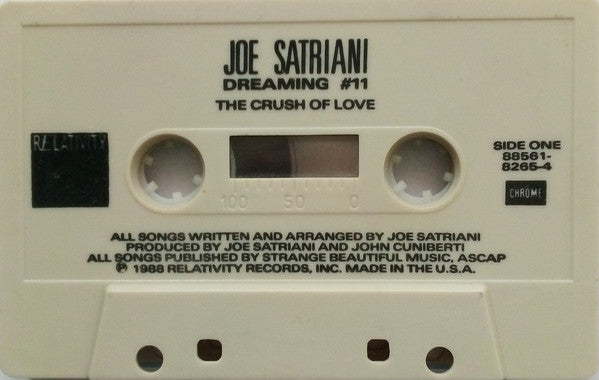 JOE SATRIANI
DREAMING #11
THE CRUSH OF LOVE
RELATIVITY
SIDE ONE
88561-
8265-4
CHROME
100 50 0
ALL SONGS WRITTEN AND ARRANGED BY JOE SATRIANI
PRODUCED BY JOE SATRIANI AND JOHN CUNIBERTI
ALL SONGS PUBLISHED BY STRANGE BEAUTIFUL MUSIC, ASCAP
℗ 1988 RELATIVITY RECORDS, INC. MADE IN THE U.S.A.